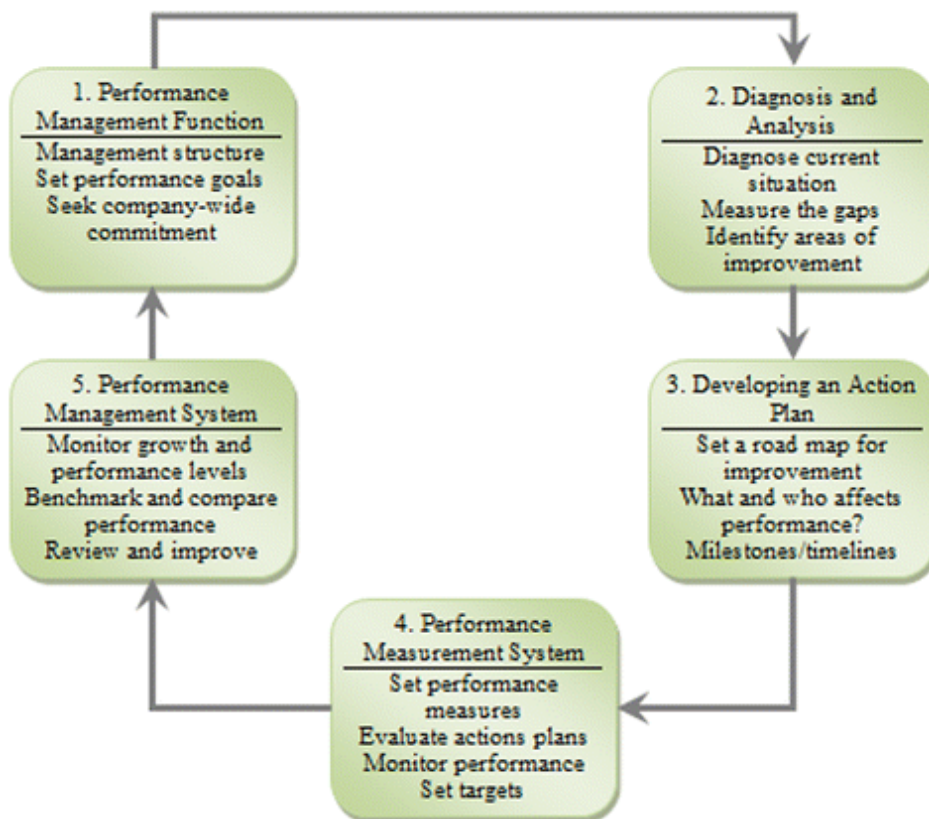 1. Performance
Management Function
Management structure
Set performance goals
Seek company-wide
commitment
2. Diagnosis and
Analysis
Diagnose current
situation
Measure the gaps
Identify areas of
improvement
3. Developing an Action
Plan
Set a road map for
improvement
What and who affects
performance?
Milestones/timelines
4. Performance
Measurement System
Set performance
measures
Evaluate actions plans
Monitor performance
Set targets
5. Performance
Management System
Monitor growth and
performance levels
Benchmark and compare
performance
Review and improve